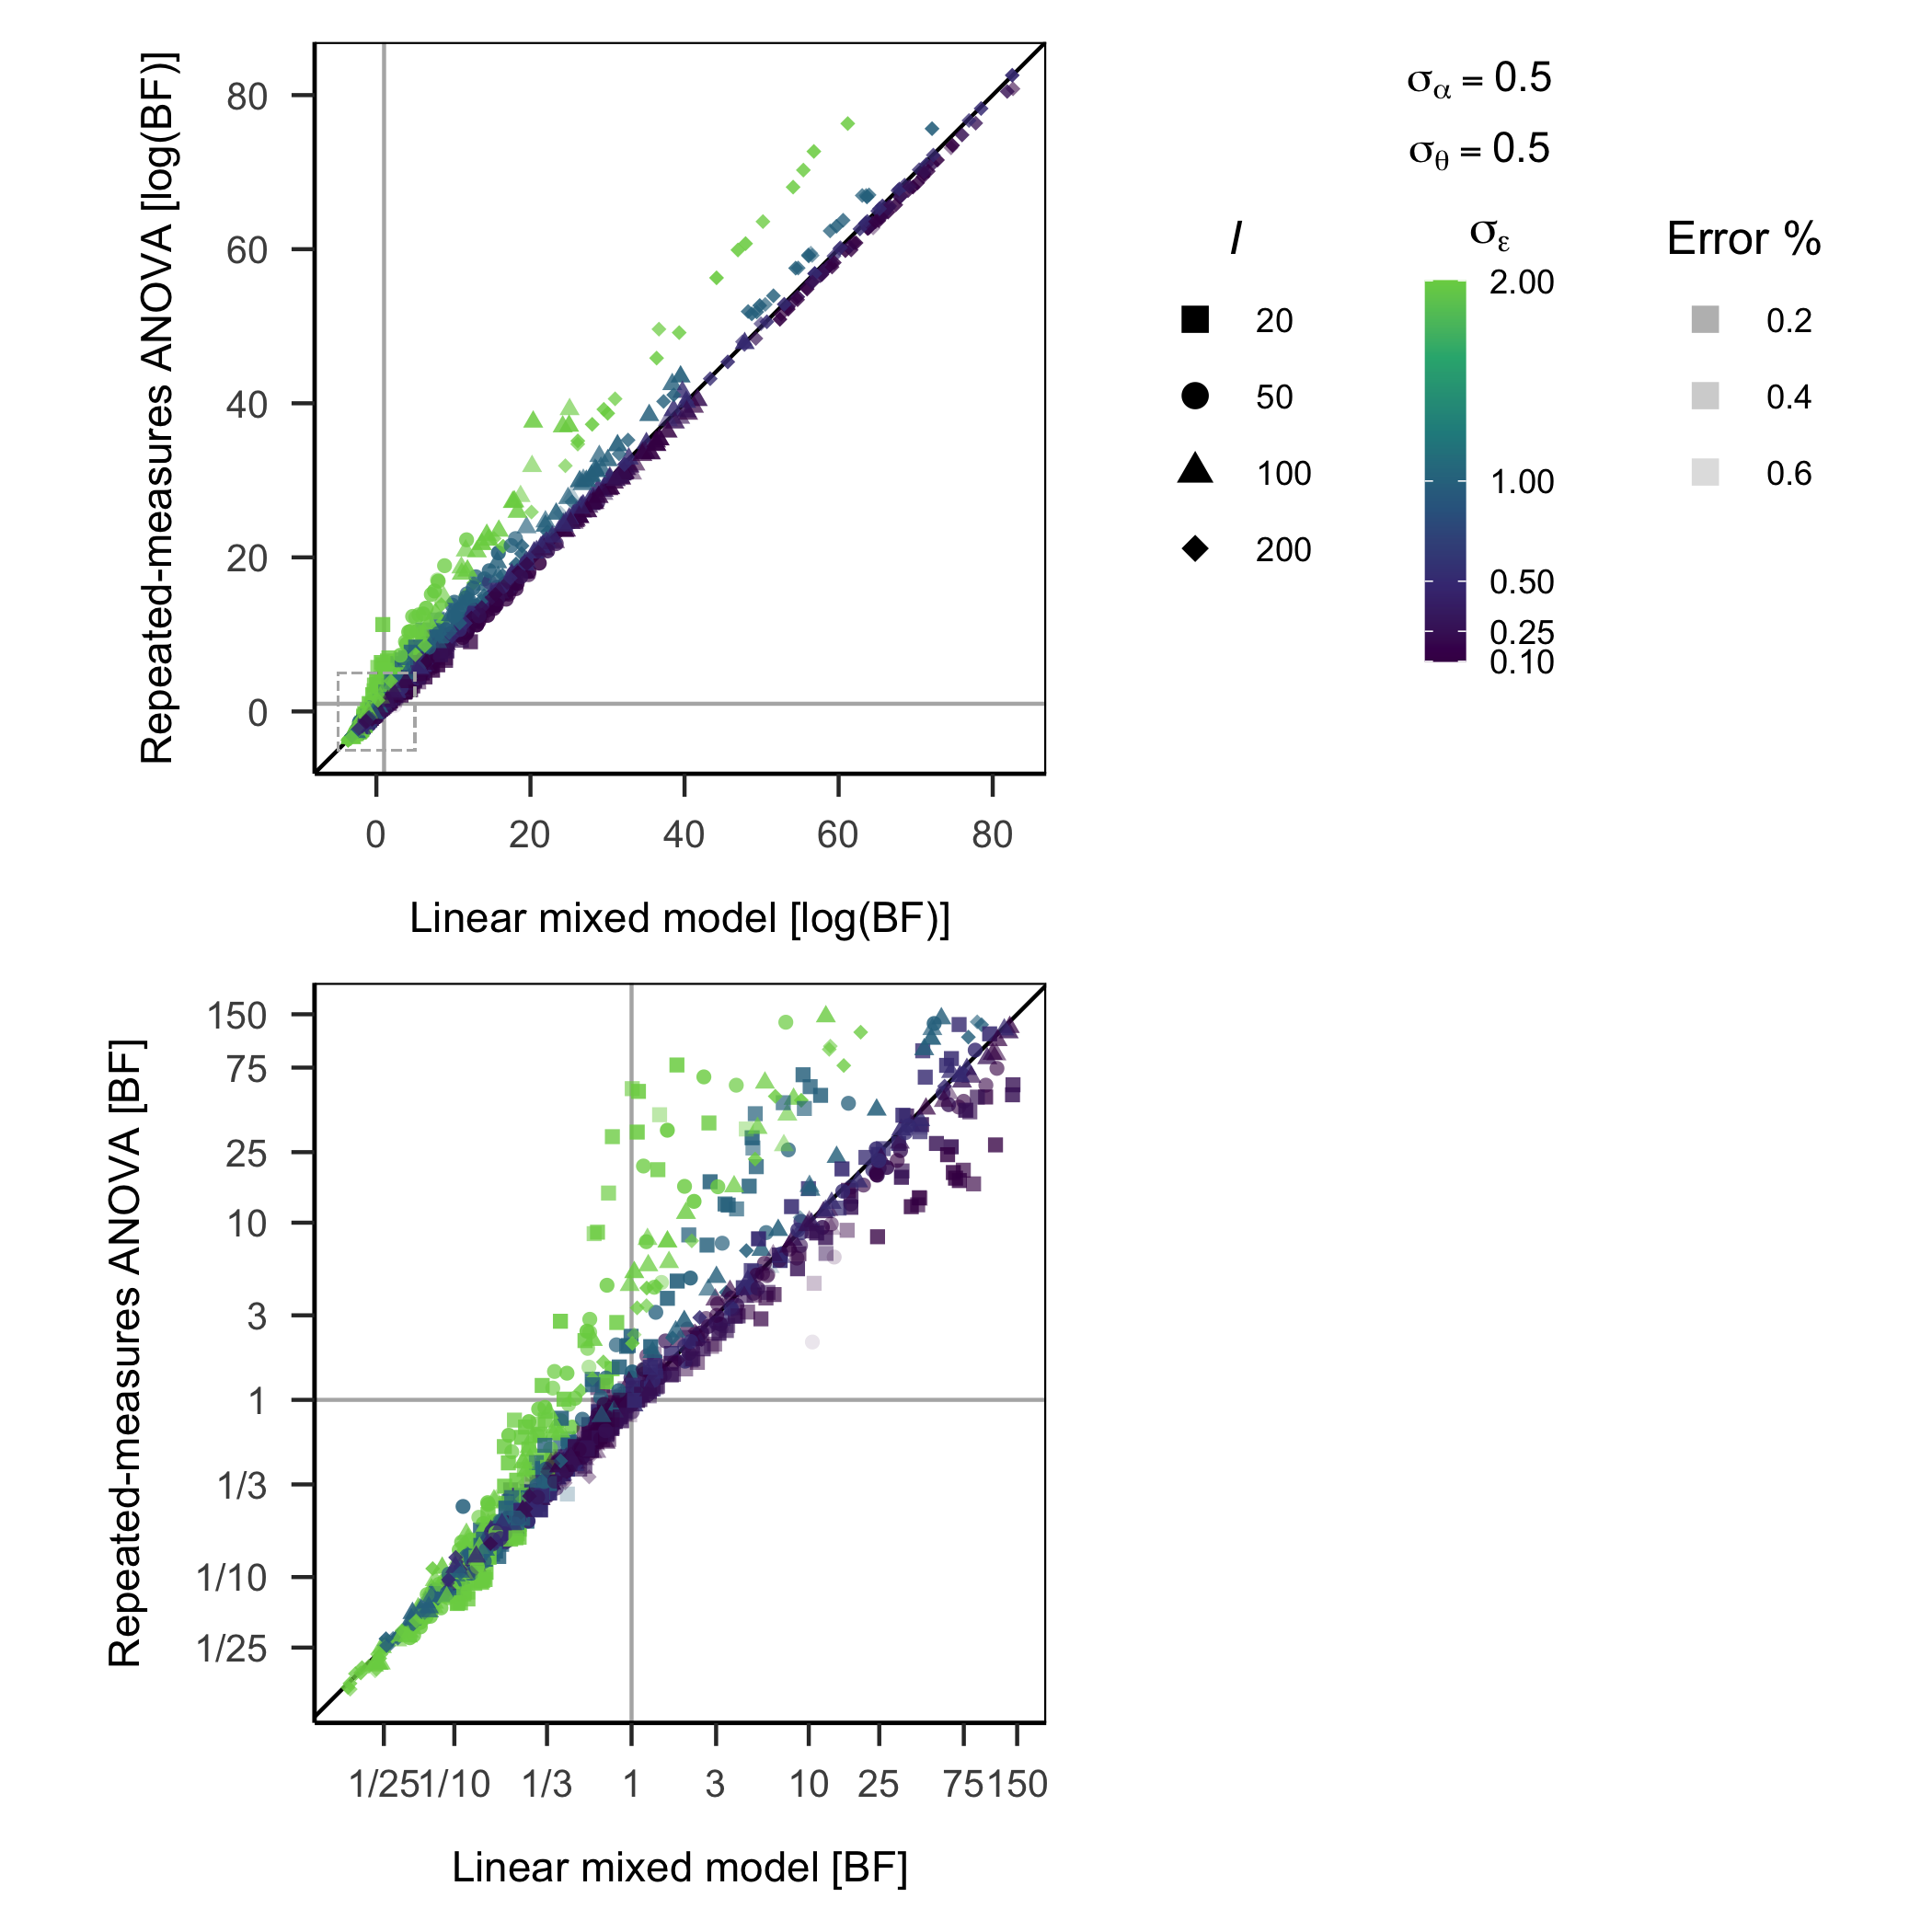 Repeated-measures ANOVA [log(BF)]
80
60
40
20
0
0 20 40 60 80
Linear mixed model [log(BF)]
σα = 0.5
σθ = 0.5
I
20
50
100
200
σε
2.00
1.00
0.50
0.25
0.10
Error %
0.2
0.4
0.6
Repeated-measures ANOVA [BF]
150
75
25
10
3
1
1/3
1/10
1/25
1/25 1/10 1/3 1 3 10 25 75 150
Linear mixed model [BF]